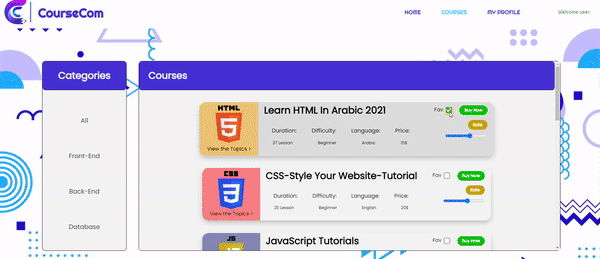 CourseCom
HOME COURSES MY PROFILE Welcome user
Categories
All
Front-End
Back-End
Database
Courses
HTML
5
View the Topics >
Learn HTML In Arabic 2021
Fav
Buy Now
Duration: Difficulty: Language: Price:
37 Lesson Beginner Arabic 15$
Rate
CSS
3
View the Topics >
CSS-Style Your Website-Tutorial
Fav
Buy Now
Duration: Difficulty: Language: Price:
20 Lesson Beginner English 20$
Rate
JS
JavaScript Tutorials
Fav
Buy Now